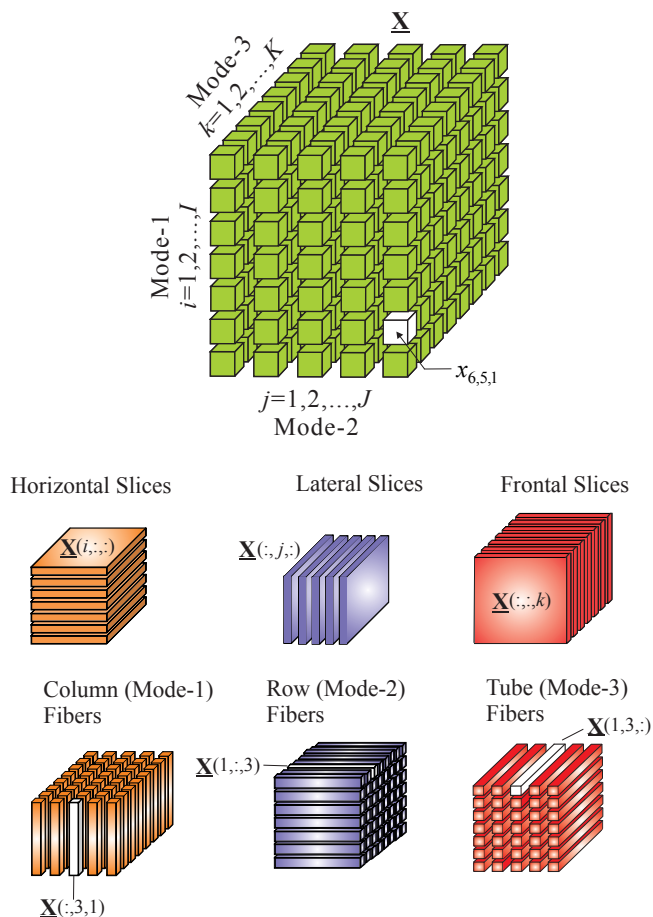 X
Mode-3
k=1,2,...,K
Mode-1
i=1,2,...,I
x6,5,1
j=1,2,...,J
Mode-2
Horizontal Slices
Lateral Slices
Frontal Slices
X(i,:,:)
X(:,j,:)
X(:,:,k)
Column (Mode-1)
Fibers
Row (Mode-2)
Fibers
Tube (Mode-3)
Fibers
X(1,3,:)
X(1,:,3)
X(:,3,1)